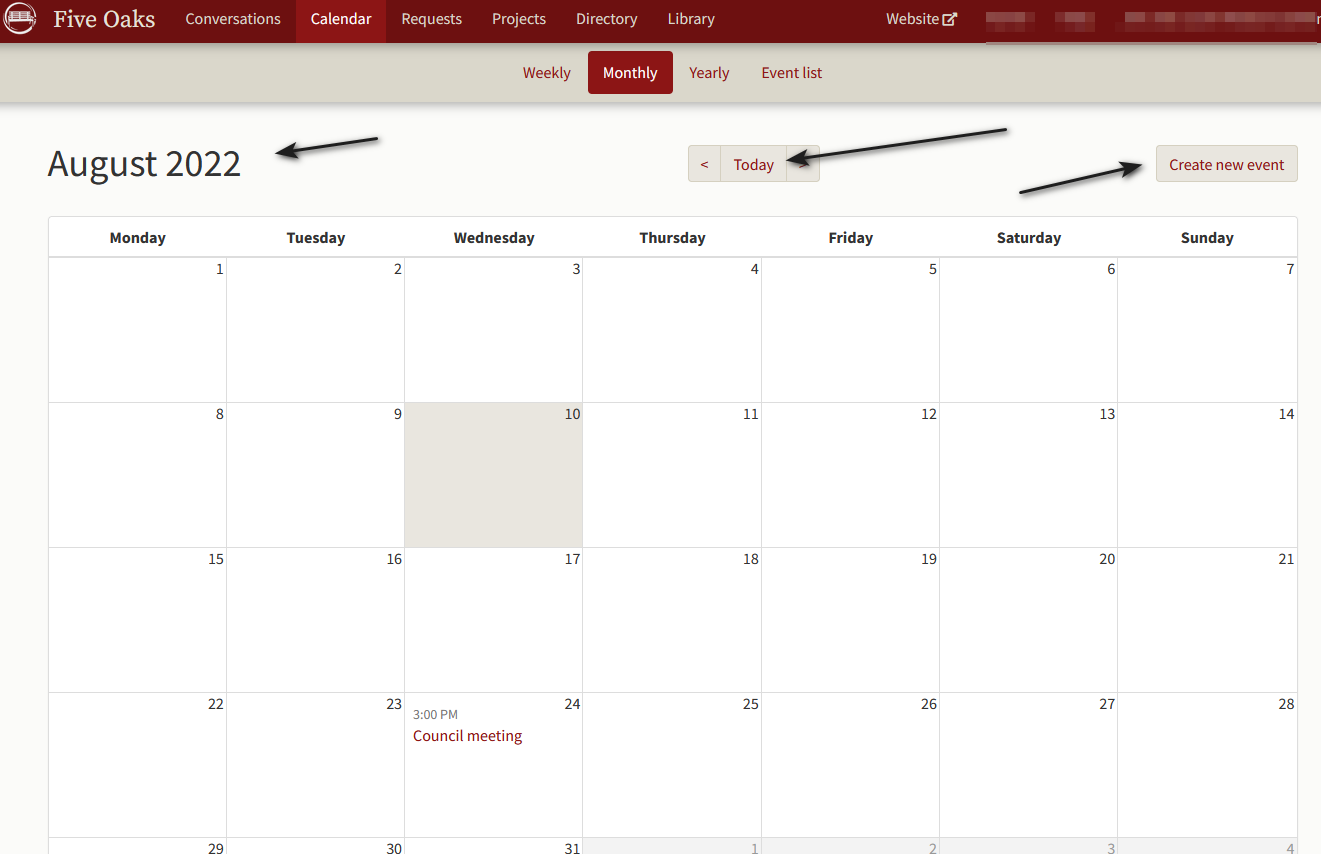 Five Oaks Conversations Calendar Requests Projects Directory Library Website
Weekly Monthly Yearly Event list
August 2022 < Today Create new event
Monday Tuesday Wednesday Thursday Friday Saturday Sunday
1 2 3 4 5 6 7
8 9 10 11 12 13 14
15 16 17 18 19 20 21
22 23 24 25 26 27 28
3:00 PM
Council meeting
29 30 31 1 2 3 4